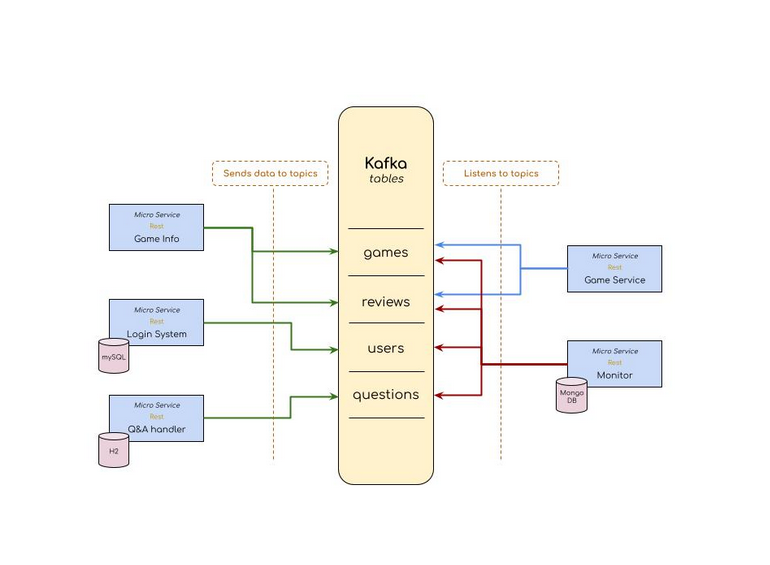 Kafka
tables
Sends data to topics
Listens to topics
Micro Service
Rest
Game Info
Micro Service
Rest
Login System
mySQL
Micro Service
Rest
Q&A handler
H2
games
reviews
users
questions
Micro Service
Rest
Game Service
Micro Service
Rest
Monitor
Mongo
DB